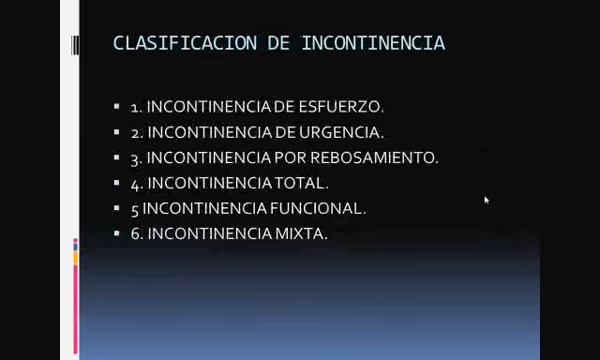 CLASIFICACION DE INCONTINENCIA
1. INCONTINENCIA DE ESFUERZO.
2. INCONTINENCIA DE URGENCIA.
3. INCONTINENCIA POR REBOSAMIENTO.
4. INCONTINENCIA TOTAL.
5 INCONTINENCIA FUNCIONAL.
6. INCONTINENCIA MIXTA.